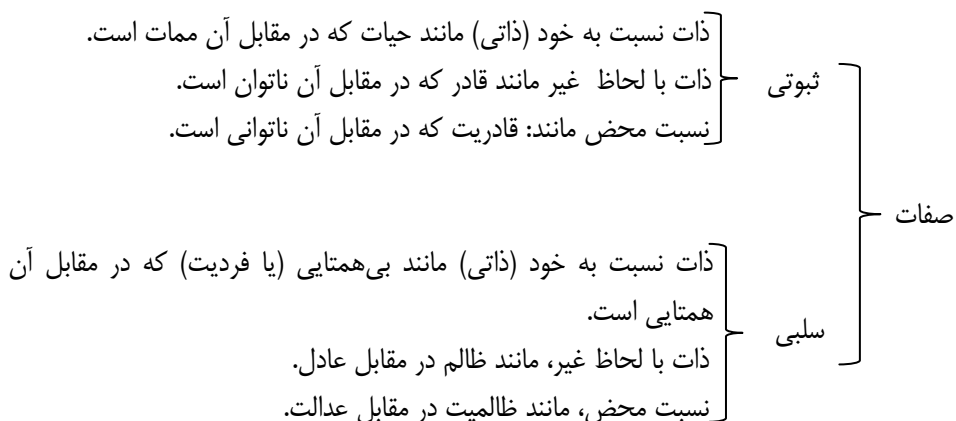 صفات
ثبوتی
ذات نسبت به خود (ذاتی) مانند حیات که در مقابل آن ممات است.
ذات با لحاظ غیر مانند قادر که در مقابل آن ناتوان است.
نسبت محض مانند: قادریت که در مقابل آن ناتوانی است.
سلبی
ذات نسبت به خود (ذاتی) مانند بی‌همتایی (یا فردیت) که در مقابل آن
همتایی است.
ذات با لحاظ غیر، مانند ظالم در مقابل عادل.
نسبت محض، مانند ظالمیت در مقابل عدالت.